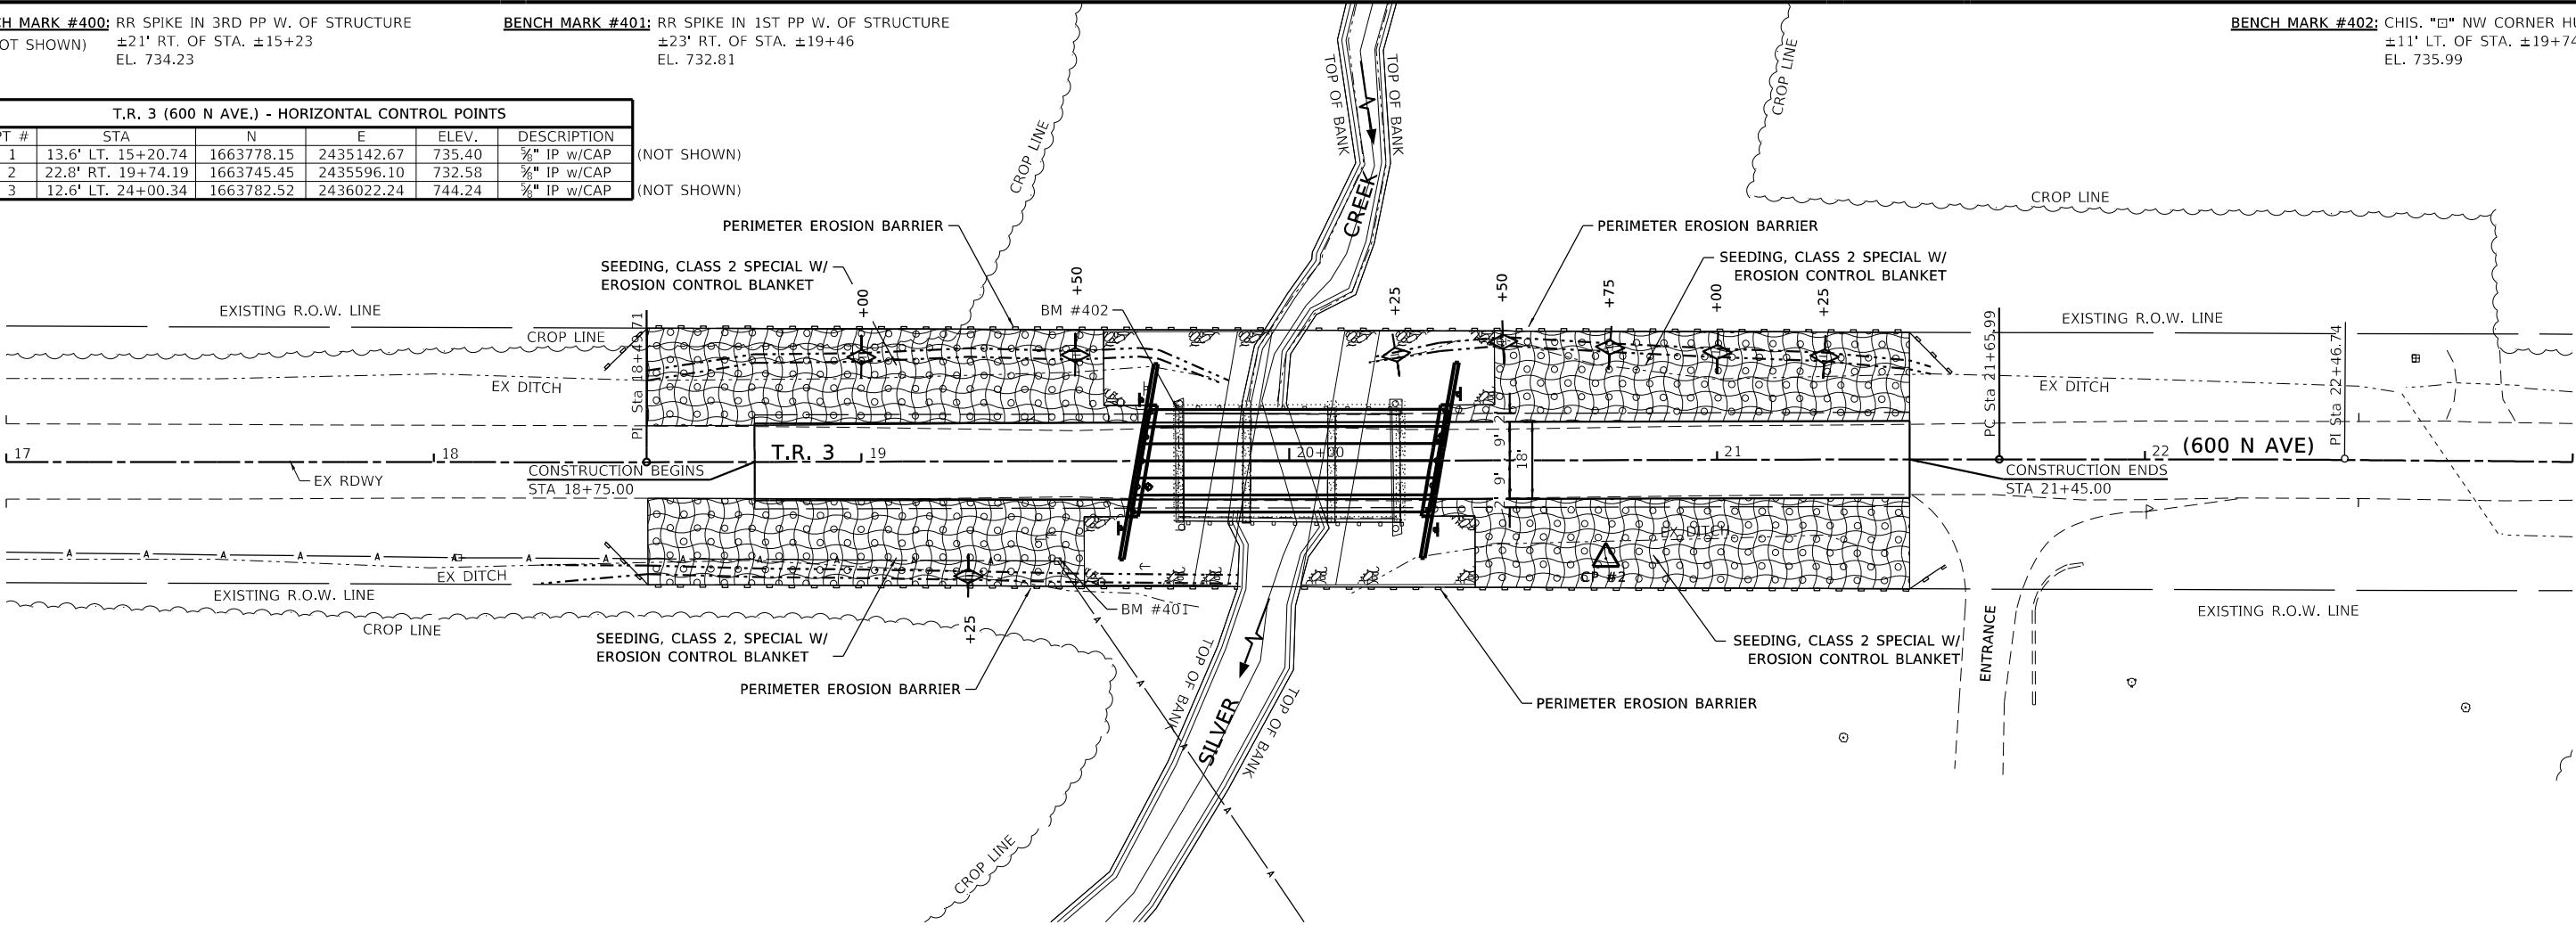 BENCH MARK #401: RR SPIKE IN 1ST PP W. OF STRUCTURE
±23' RT. OF STA. ±19+46
EL. 732.81
MARK #400: RR SPIKE IN 3RD PP W. OF STRUCTURE
SHOWN) ±21' RT. OF STA. ±15+23
EL. 734.23
BENCH MARK #402: CHIS. "⊡" NW CORNER
±11' LT. OF STA.
EL. 735.99
T.R. 3 (600 N AVE.) - HORIZONTAL CONTROL POINTS
# STA N E ELEV. DESCRIPTION
1 13.6' LT. 15+20.74 1663778.15 2435142.67 735.40 ⅝" IP w/CAP (NOT SHOWN)
2 22.8' RT. 19+74.19 1663745.45 2435596.10 732.58 ⅝" IP w/CAP
3 12.6' LT. 24+00.34 1663782.52 2436022.24 744.24 ⅝" IP w/CAP (NOT SHOWN)
TOP OF BANK
TOP OF BANK
CROP LINE
CROP LINE
CROP LINE
CREEK
PERIMETER EROSION BARRIER
PERIMETER EROSION BARRIER
SEEDING, CLASS 2 SPECIAL W/
EROSION CONTROL BLANKET
SEEDING, CLASS 2 SPECIAL W/
EROSION CONTROL BLANKET
+00
+50
+25
+50
+75
+00
+25
BM #402
EXISTING R.O.W. LINE
EXISTING R.O.W. LINE
CROP LINE
PI Sta 18+49.71
PC Sta 21+65.99
PI Sta 22+46.74
EX DITCH
EX DITCH
17
18
T.R. 3
19
20+00
2'
9'
18'
9'
2'
21
22
(600 N AVE)
CONSTRUCTION BEGINS
STA 18+75.00
CONSTRUCTION ENDS
STA 21+45.00
EX RDWY
A A A A A A A A A A A A
EX DITCH
EX DITCH
CP #2
EXISTING R.O.W. LINE
EXISTING R.O.W. LINE
BM #401
CROP LINE
+25
SEEDING, CLASS 2, SPECIAL W/
EROSION CONTROL BLANKET
SEEDING, CLASS 2 SPECIAL W/
EROSION CONTROL BLANKET
ENTRANCE
A
A
A
A
A
PERIMETER EROSION BARRIER
PERIMETER EROSION BARRIER
TOP OF BANK
TOP OF BANK
SILVER
CROP LINE